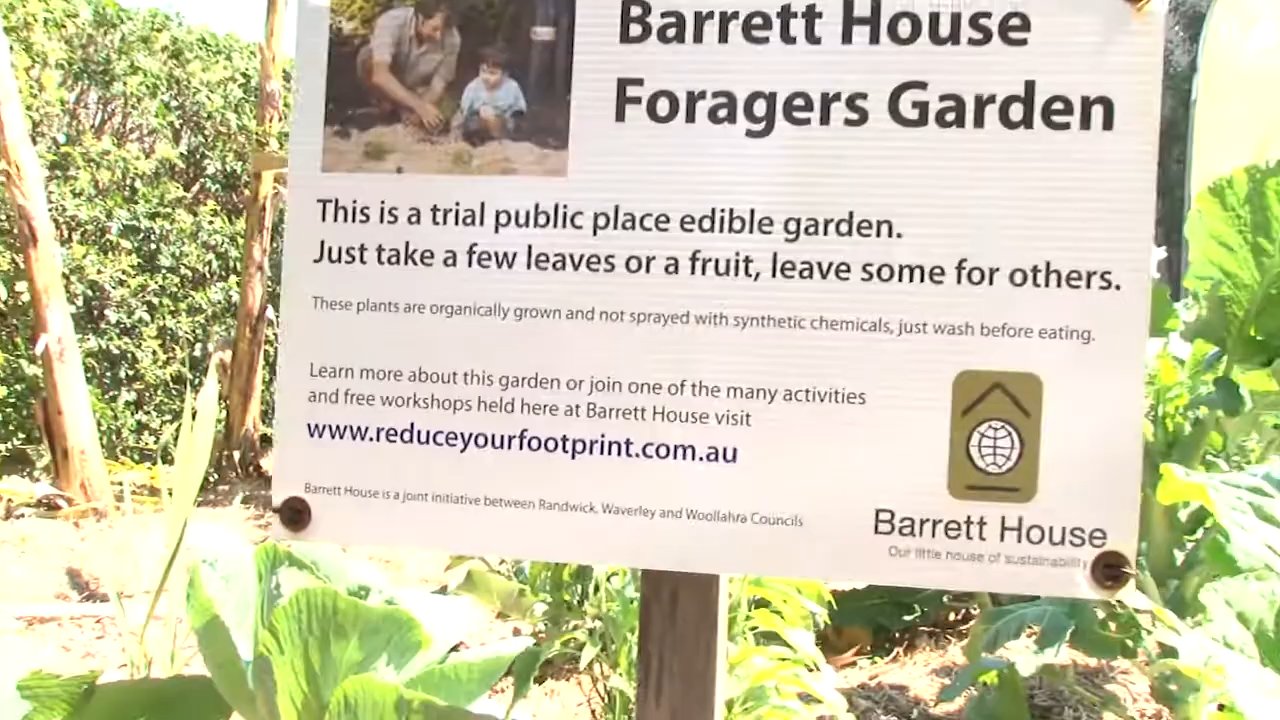 Barrett House
Foragers Garden
This is a trial public place edible garden.
Just take a few leaves or a fruit, leave some for others.
These plants are organically grown and not sprayed with synthetic chemicals, just wash before eating.
Learn more about this garden or join one of the many activities
and free workshops held here at Barrett House visit
www.reduceyourfootprint.com.au
Barrett House is a joint initiative between Randwick, Waverley and Woollahra Councils
Barrett House
Our little house of sustainability